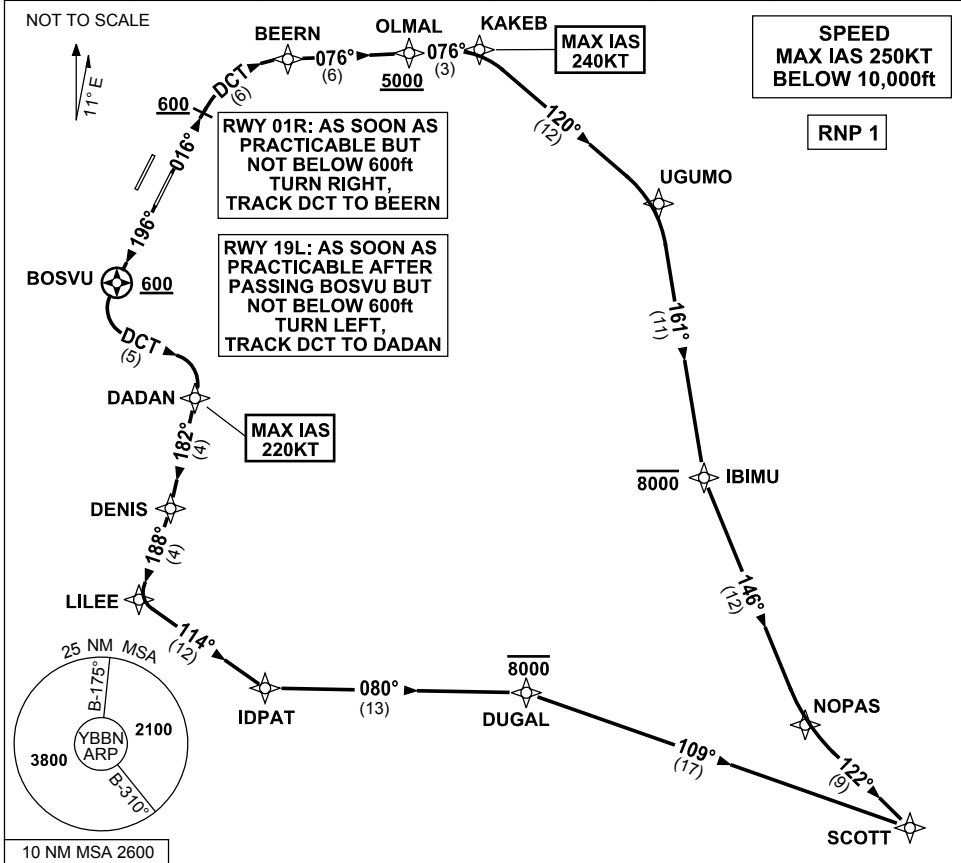 NOT TO SCALE
11° E
BEERN
OLMAL
KAKEB
076°
(6)
076°
(3)
5000
MAX IAS
240KT
SPEED
MAX IAS 250KT
BELOW 10,000ft
RNP 1
DCT
(6)
600
016°
196°
RWY 01R: AS SOON AS
PRACTICABLE BUT
NOT BELOW 600ft
TURN RIGHT,
TRACK DCT TO BEERN
120°
(12)
UGUMO
BOSVU
600
RWY 19L: AS SOON AS
PRACTICABLE AFTER
PASSING BOSVU BUT
NOT BELOW 600ft
TURN LEFT,
TRACK DCT TO DADAN
161°
(11)
DCT
(5)
DADAN
MAX IAS
220KT
182°
(4)
8000
IBIMU
DENIS
188°
(4)
146°
(12)
LILEE
114°
(12)
25 NM MSA
B-175°
YBBN
ARP
2100
3800
B-310°
IDPAT
080°
(13)
8000
DUGAL
109°
(17)
NOPAS
122°
(9)
SCOTT
10 NM MSA 2600